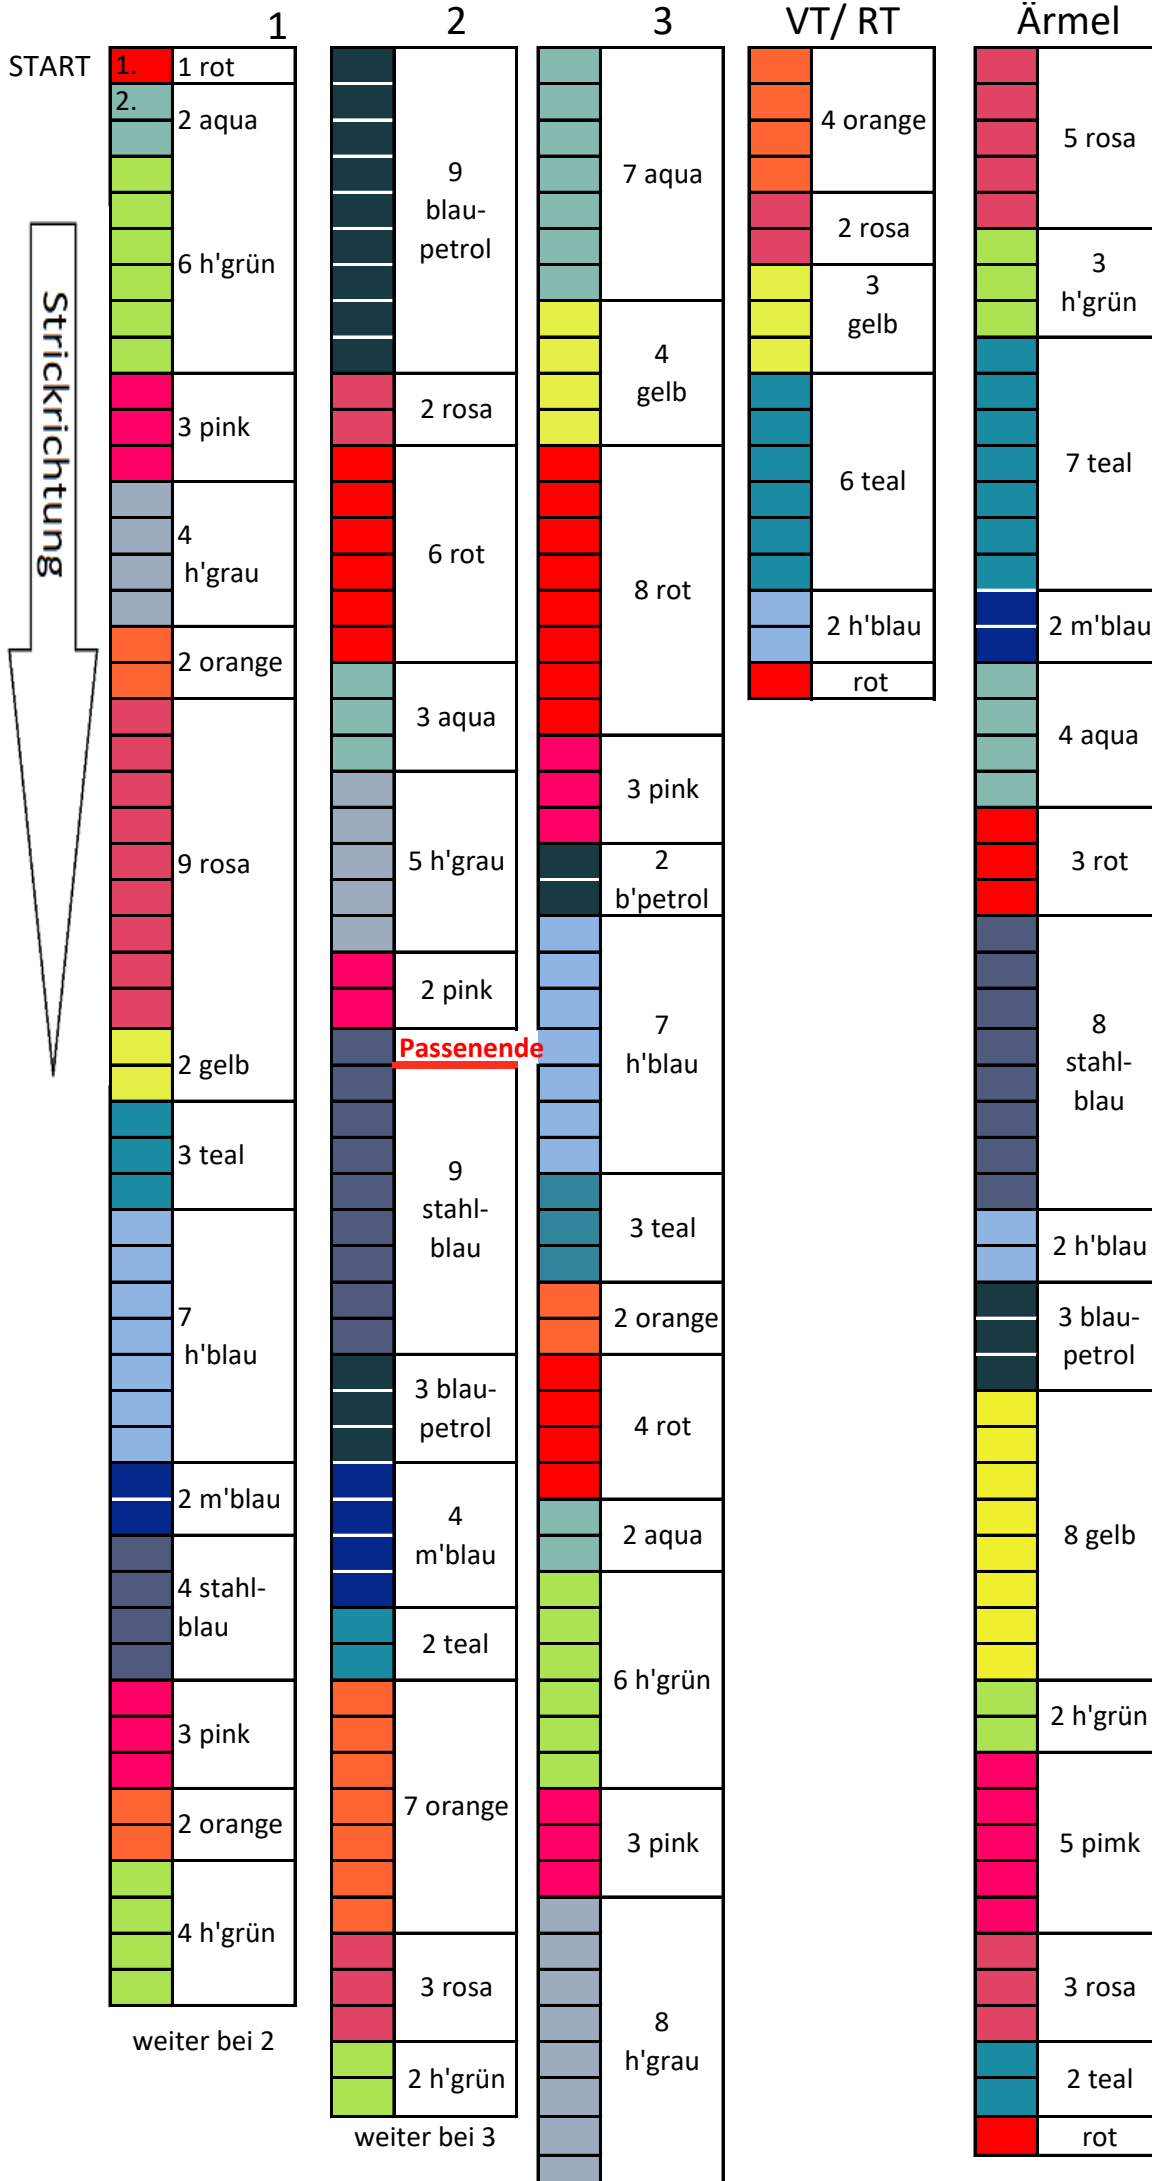 1
START
1. 1 rot
2.
2 aqua
6 h'grün
3 pink
4
h'grau
2 orange
9 rosa
2 gelb
3 teal
7
h'blau
2 m'blau
4 stahl-
blau
3 pink
2 orange
4 h'grün
weiter bei 2
Strickrichtung
2
9
blau-
petrol
2 rosa
6 rot
3 aqua
5 h'grau
2 pink
Passenende
9
stahl-
blau
3 blau-
petrol
4
m'blau
2 teal
7 orange
3 rosa
2 h'grün
weiter bei 3
3
7 aqua
4
gelb
8 rot
3 pink
2
b'petrol
7
h'blau
3 teal
2 orange
4 rot
2 aqua
6 h'grün
3 pink
8
h'grau
VT/ RT
4 orange
2 rosa
3
gelb
6 teal
2 h'blau
rot
Ärmel
5 rosa
3
h'grün
7 teal
2 m'blau
4 aqua
3 rot
8
stahl-
blau
2 h'blau
3 blau-
petrol
8 gelb
2 h'grün
5 pimk
3 rosa
2 teal
rot